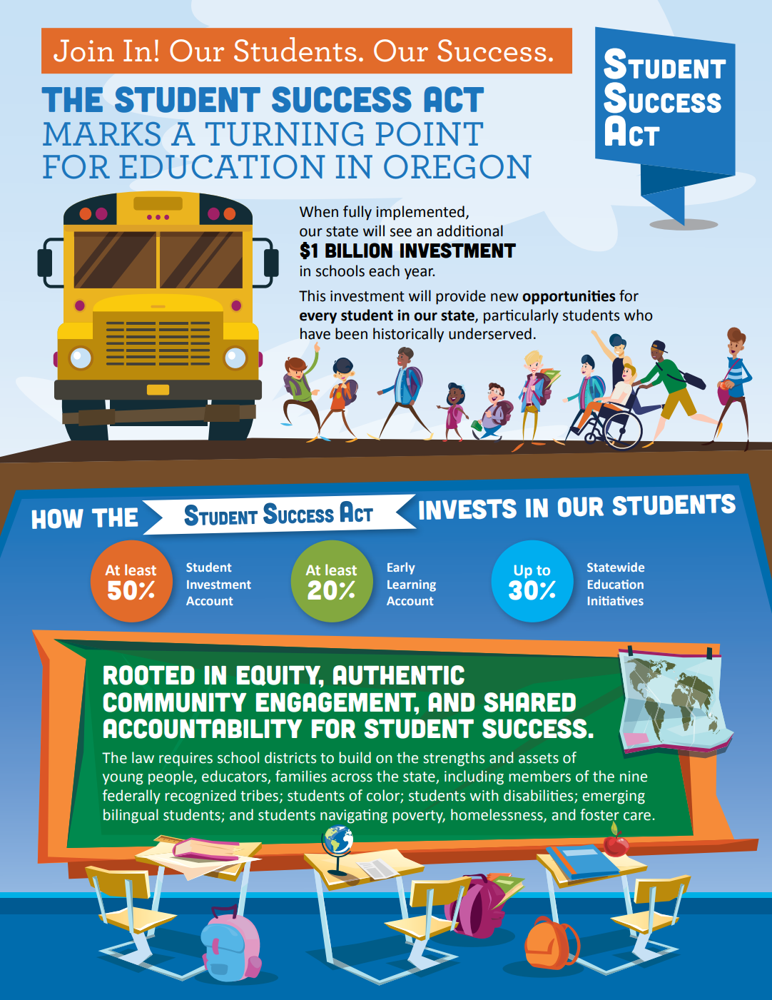 Join In! Our Students. Our Success.
THE STUDENT SUCCESS ACT
MARKS A TURNING POINT
FOR EDUCATION IN OREGON
STUDENT
SUCCESS
ACT
When fully implemented,
our state will see an additional
$1 BILLION INVESTMENT
in schools each year.
This investment will provide new opportunities for
every student in our state, particularly students who
have been historically underserved.
HOW THE STUDENT SUCCESS ACT INVESTS IN OUR STUDENTS
At least
50%
Student
Investment
Account
At least
20%
Early
Learning
Account
Up to
30%
Statewide
Education
Initiatives
ROOTED IN EQUITY, AUTHENTIC
COMMUNITY ENGAGEMENT, AND SHARED
ACCOUNTABILITY FOR STUDENT SUCCESS.
The law requires school districts to build on the strengths and assets of
young people, educators, families across the state, including members of the nine
federally recognized tribes; students of color; students with disabilities; emerging
bilingual students; and students navigating poverty, homelessness, and foster care.